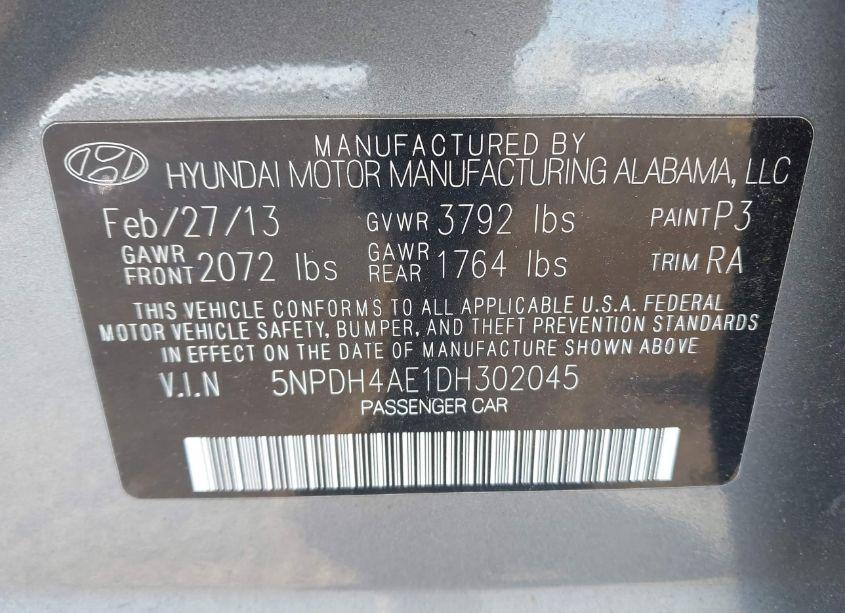 MANUFACTURED BY
HYUNDAI MOTOR MANUFACTURING ALABAMA, LLC
Feb/27/13 GVWR 3792 lbs PAINT P3
GAWR FRONT 2072 lbs GAWR REAR 1764 lbs TRIM RA
THIS VEHICLE CONFORMS TO ALL APPLICABLE U.S.A. FEDERAL
MOTOR VEHICLE SAFETY, BUMPER, AND THEFT PREVENTION STANDARDS
IN EFFECT ON THE DATE OF MANUFACTURE SHOWN ABOVE
V.I.N 5NPDH4AE1DH302045
PASSENGER CAR